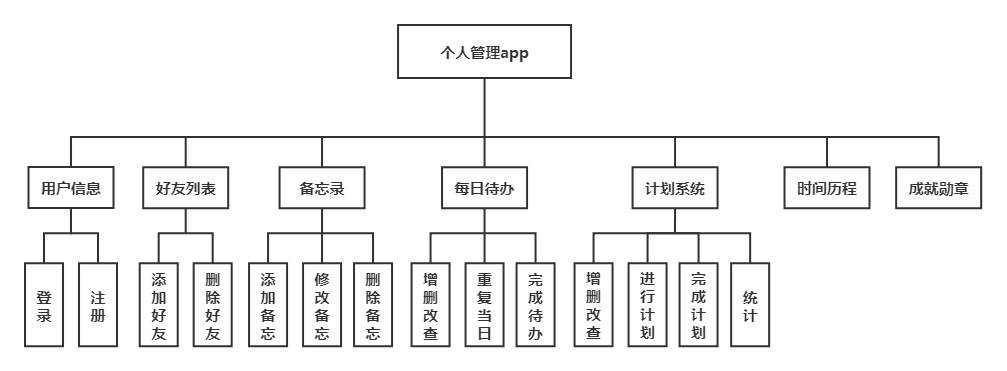 个人管理app
用户信息
好友列表
备忘录
每日待办
计划系统
时间历程
成就勋章
登录
注册
添加好友
删除好友
添加备忘
修改备忘
删除备忘
增删改查
重复当日
完成待办
增删改查
进行计划
完成计划
统计